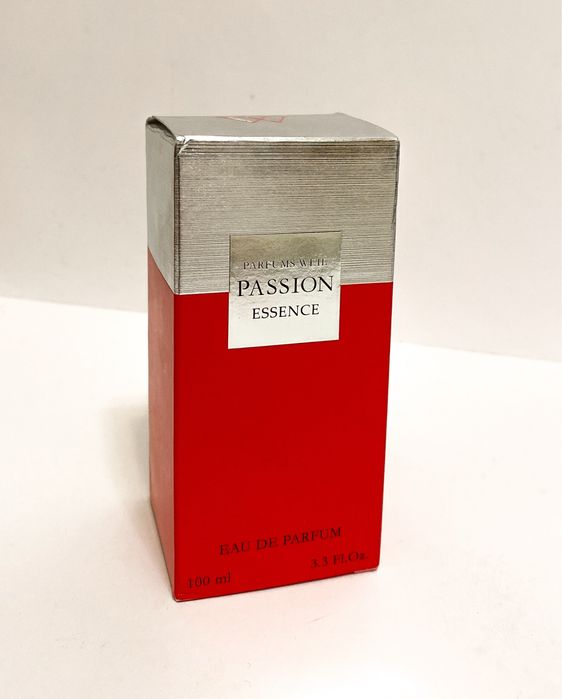 PARFUMS WEIL
PASSION
ESSENCE
EAU DE PARFUM
100 ml
3.3 Fl.Oz.